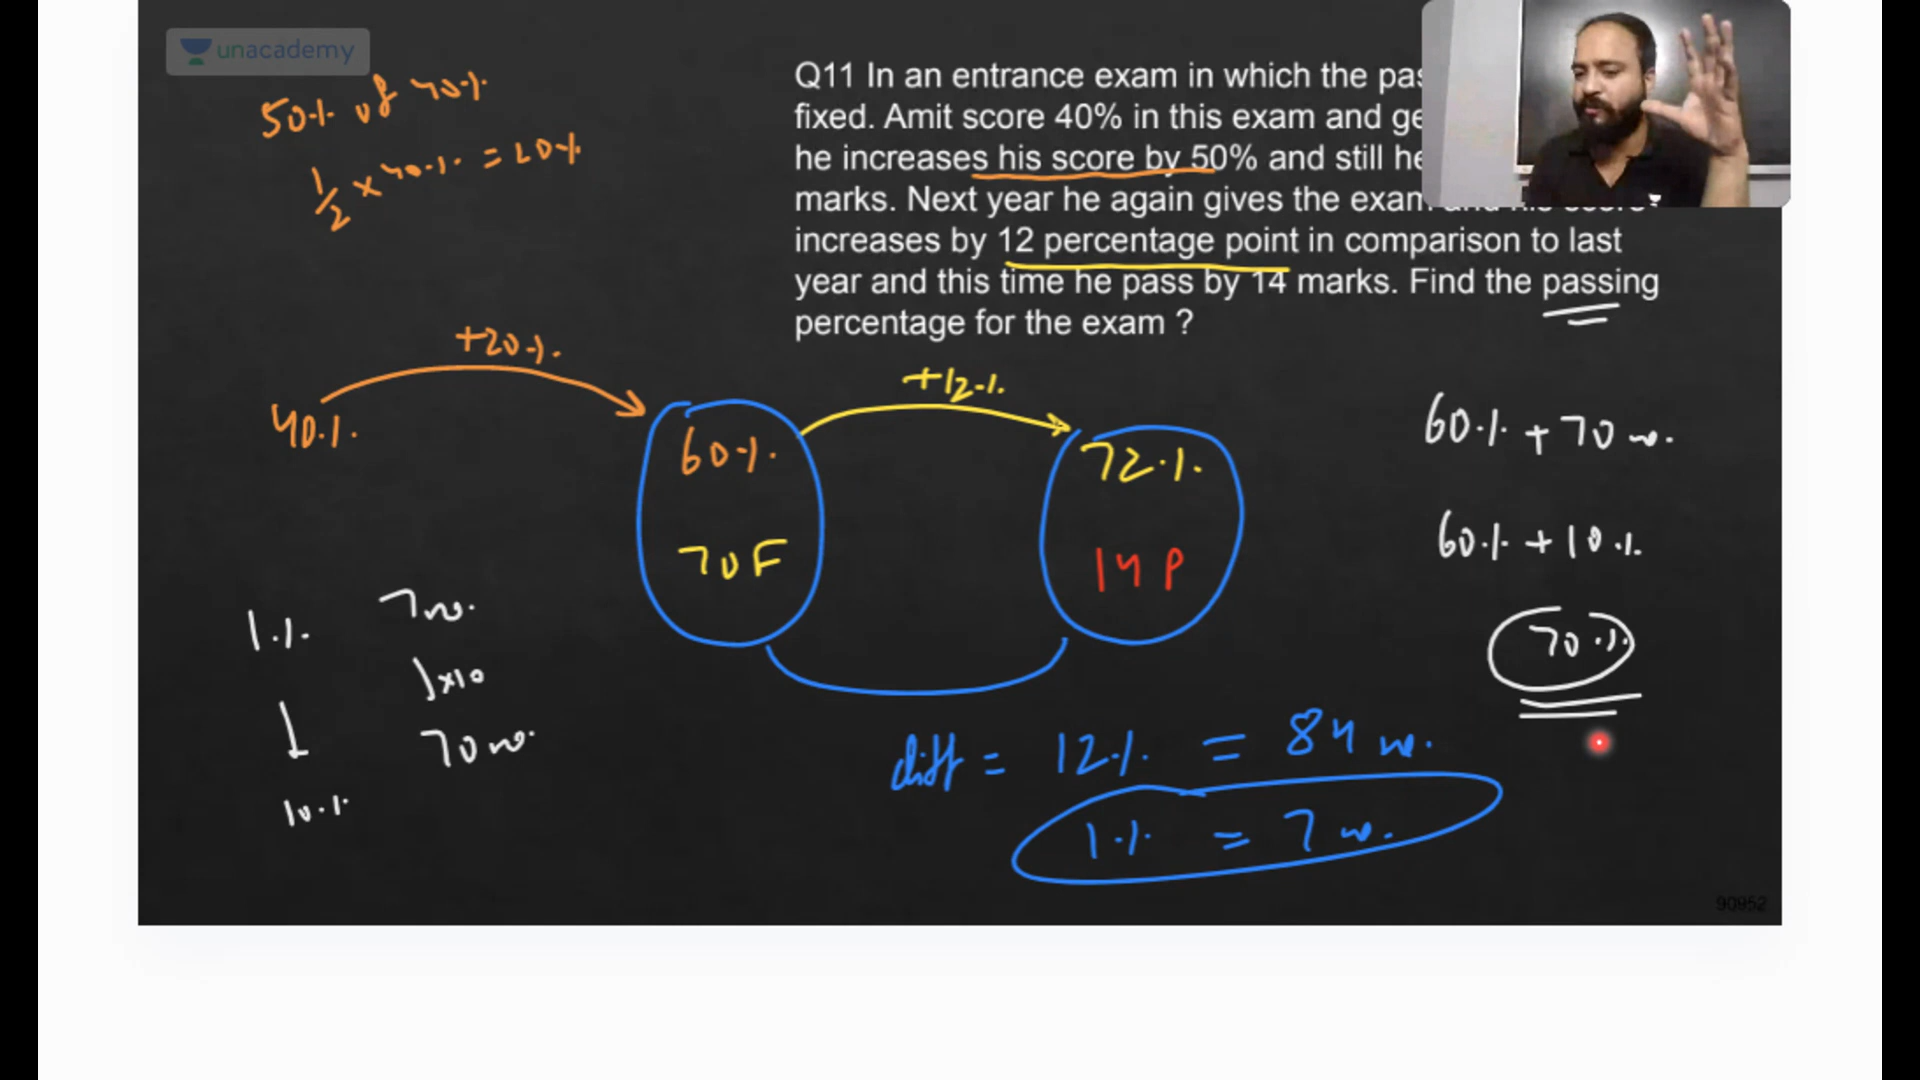 unacademy
50% of 40%
1/2 × 40% = 20%
Q11 In an entrance exam in which the pas
fixed. Amit score 40% in this exam and ge
he increases his score by 50% and still he
marks. Next year he again gives the exam
increases by 12 percentage point in comparison to last
year and this time he pass by 14 marks. Find the passing
percentage for the exam ?
+20%
40%
60%
70 F
+12%
72%
14 P
60% + 70 m.
60% + 10%
70%
1% 7 m.
↓ ×10
10% 70 m.
diff = 12% = 84 m.
1% = 7 m.
90952